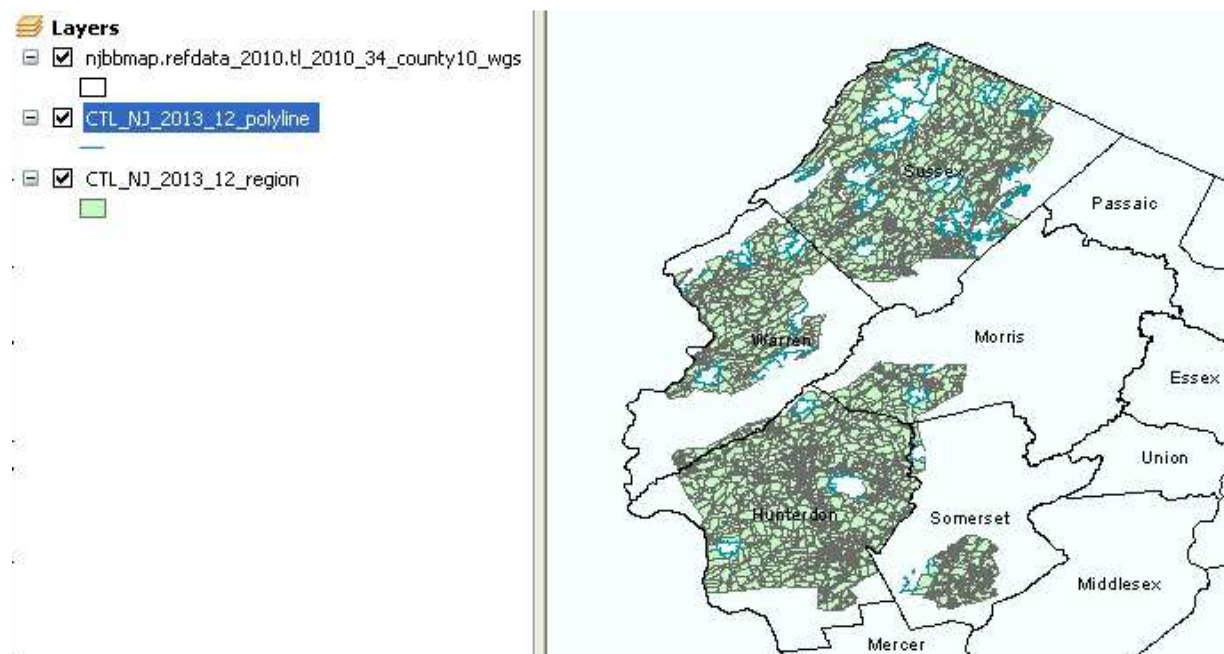 Layers
njbbmap.refdata_2010.tl_2010_34_county10_wgs
CTL_NJ_2013_12_polyline
CTL_NJ_2013_12_region
Sussex
Passaic
Warren
Morris
Essex
Union
Hunterdon
Somerset
Middlesex
Mercer